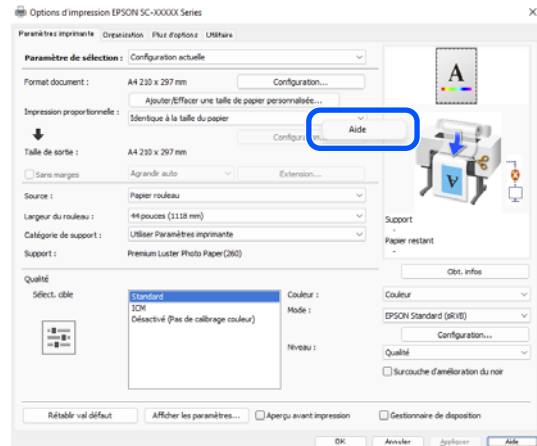 Options d'impression EPSON SC-XXXXX Series
Paramètres imprimante Organisation Plus d'options Utilitaire
Paramètre de sélection : Configuration actuelle
Format document : A4 210 x 297 mm Configuration...
Ajouter/Effacer une taille de papier personnalisée...
Impression proportionnelle : Identique à la taille du papier
Aide
Configuration...
Taille de sortie : A4 210 x 297 mm
Sans marges Agrandir auto Extension...
Source : Papier rouleau
Largeur du rouleau : 44 pouces (1118 mm)
Catégorie de support : Utiliser Paramètres imprimante
Support : Premium Luster Photo Paper(260)
A
A
Support
-
Papier restant
-
Obt. infos
Qualité
Sélect. cible Standard
ICM
Désactivé (Pas de calibrage couleur)
Couleur : Couleur
Mode : EPSON Standard (sRVB)
Configuration...
Niveau : Qualité
Surcouche d'amélioration du noir
Rétablir val défaut Afficher les paramètres... Aperçu avant impression Gestionnaire de disposition
OK Annuler Appliquer Aide